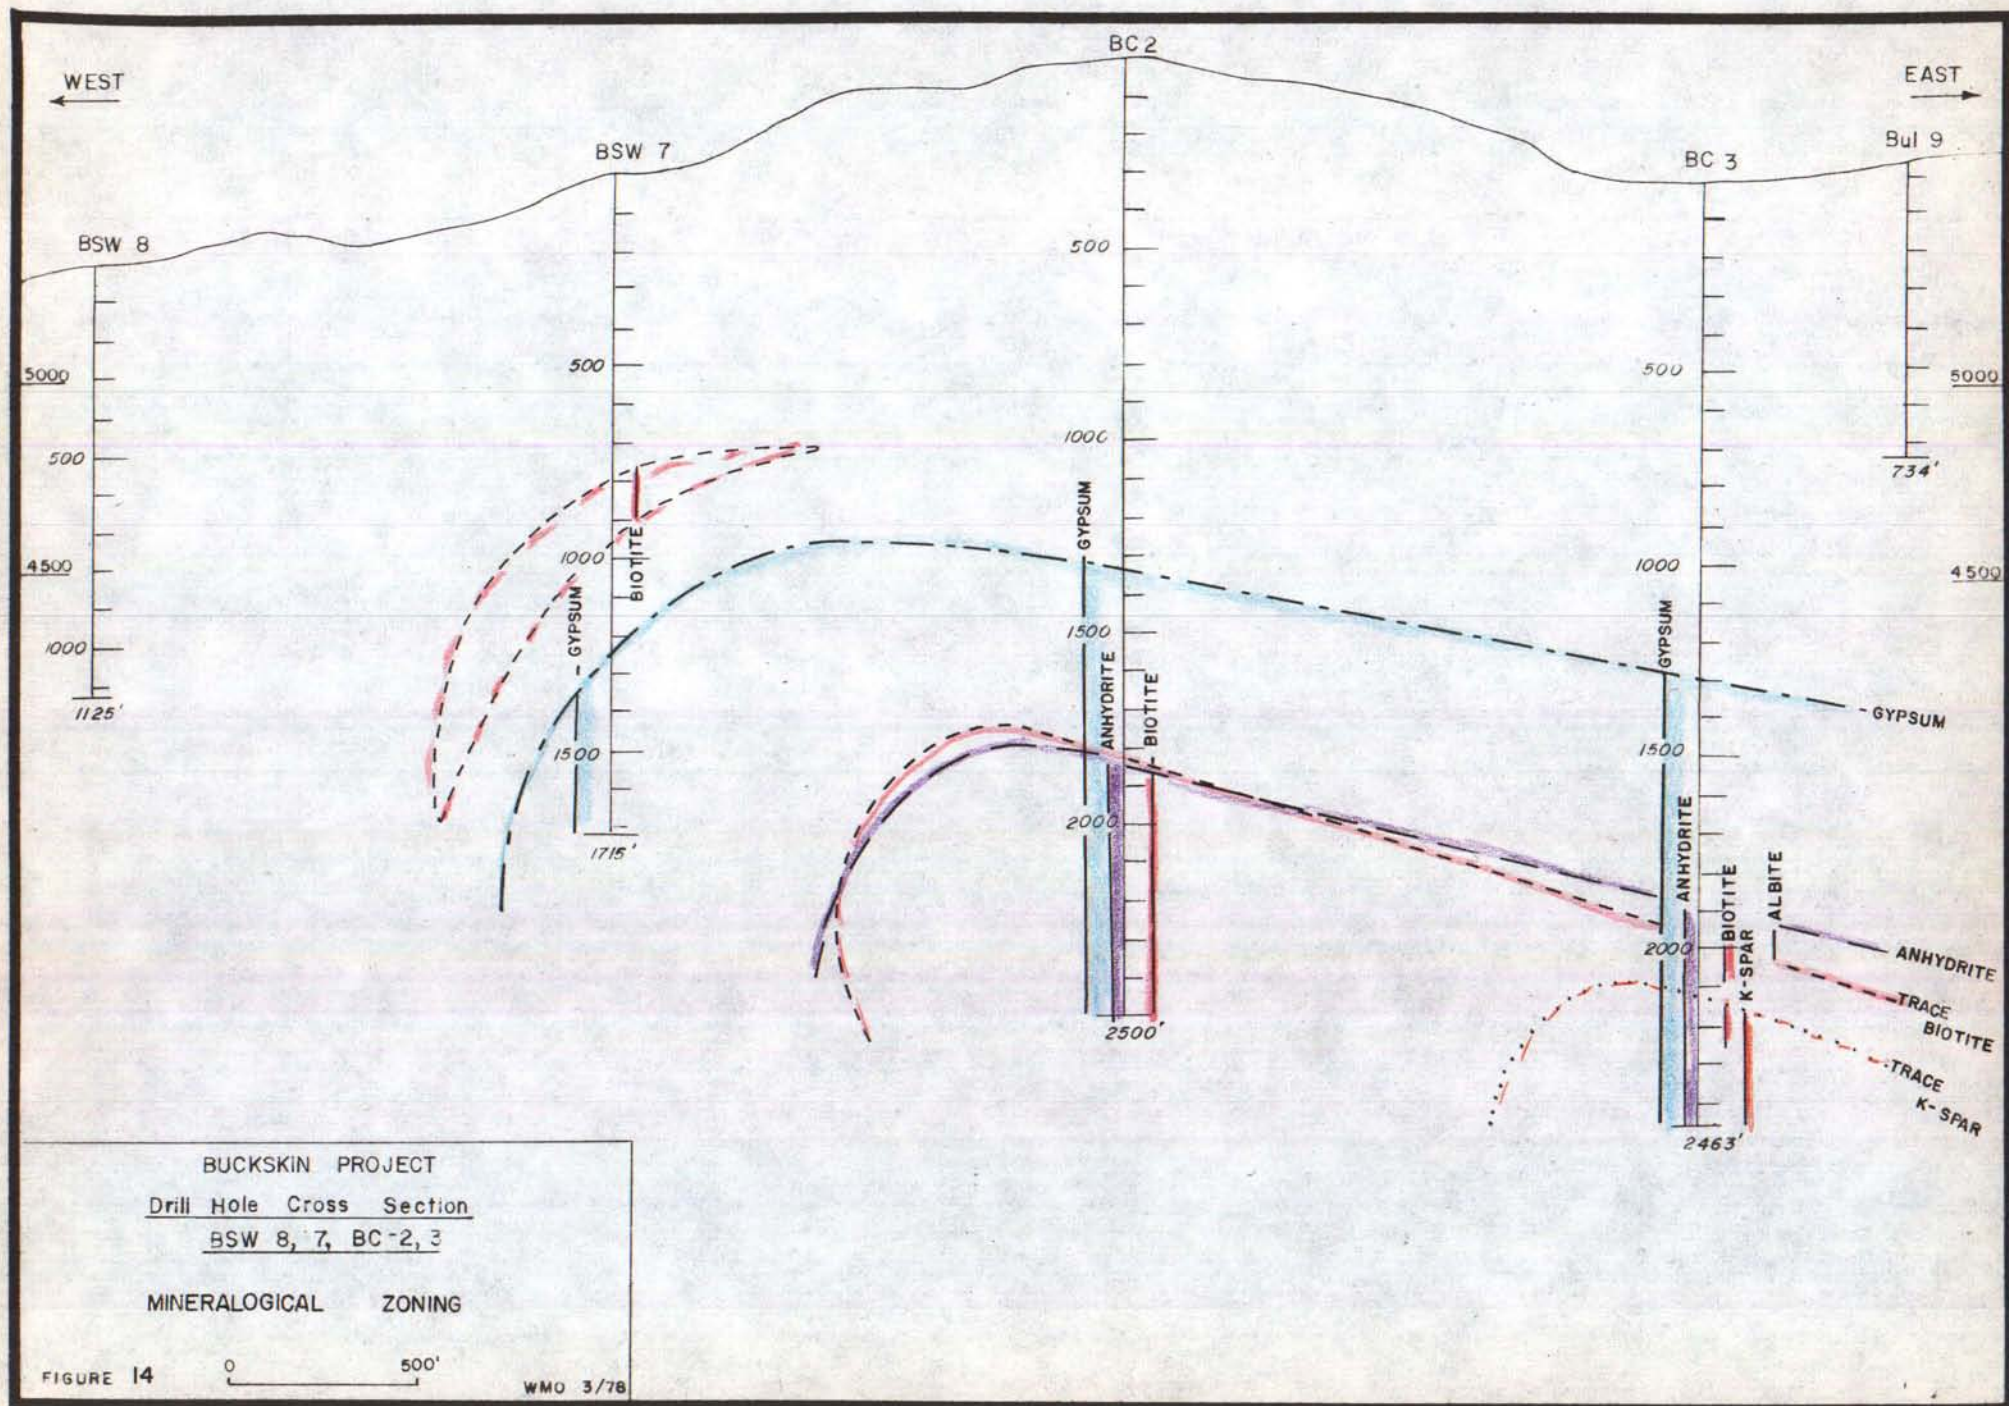 BC 2
WEST
EAST
BSW 7
Bul 9
BC 3
BSW 8
500
500
500
5000
5000
1000
500
734'
GYPSUM
BIOTITE
1000
1000
4500
4500
GYPSUM
GYPSUM
1500
1000
ANHYDRITE
BIOTITE
1125'
GYPSUM
1500
1500
2000
1715'
ANHYDRITE
BIOTITE
ALBITE
K-SPAR
2000
ANHYDRITE
TRACE
BIOTITE
2500'
TRACE
K-SPAR
2463'
BUCKSKIN PROJECT
Drill Hole Cross Section
BSW 8, 7, BC-2, 3
MINERALOGICAL ZONING
0 500'
FIGURE 14
WMO 3/78